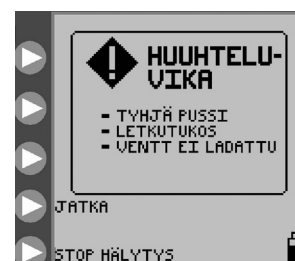 HUUHTELU-
VIKA
- TYHJÄ PUSSI
- LETKUTUKOS
- VENTT EI LADATTU
JATKA
STOP HÄLYTYS